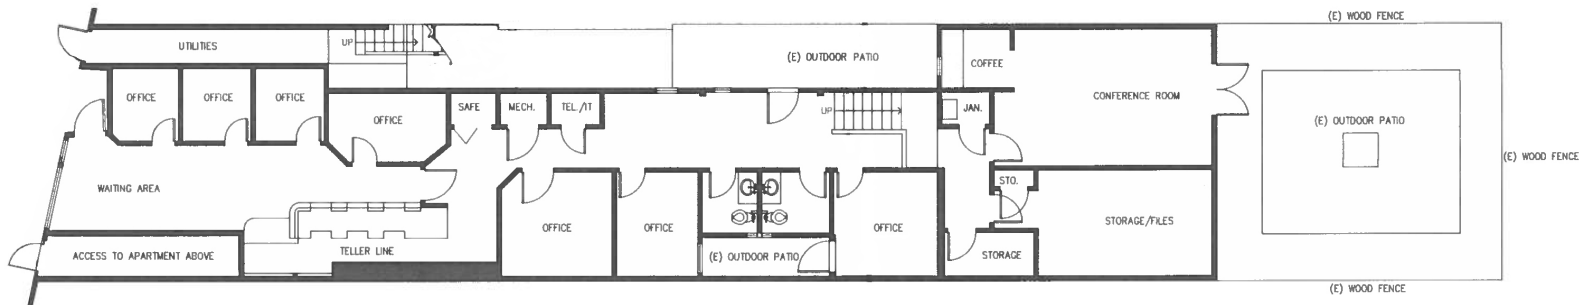 (E) WOOD FENCE
UTILITIES
UP
(E) OUTDOOR PATIO
COFFEE
OFFICE
OFFICE
OFFICE
OFFICE
SAFE
MECH.
TEL./IT
UP
JAN.
CONFERENCE ROOM
(E) OUTDOOR PATIO
(E) WOOD FENCE
WAITING AREA
STO.
STORAGE/FILES
OFFICE
OFFICE
OFFICE
ACCESS TO APARTMENT ABOVE
TELLER LINE
(E) OUTDOOR PATIO
STORAGE
(E) WOOD FENCE